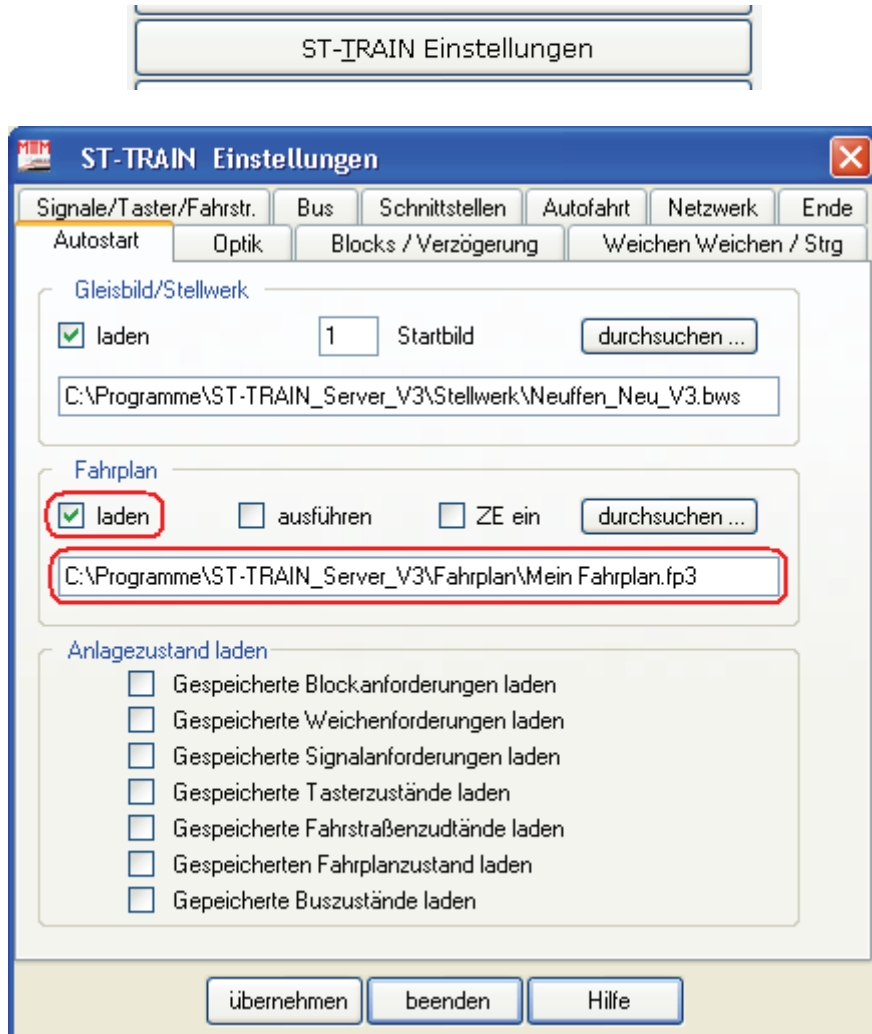 ST-TRAIN Einstellungen
MTM ST-TRAIN Einstellungen
Signale/Taster/Fahrstr. Bus Schnittstellen Autofahrt Netzwerk Ende
Autostart Optik Blocks / Verzögerung Weichen Weichen / Strg
Gleisbild/Stellwerk
laden 1 Startbild durchsuchen ...
C:\Programme\ST-TRAIN_Server_V3\Stellwerk\Neuffen_Neu_V3.bws
Fahrplan
laden ausführen ZE ein durchsuchen ...
C:\Programme\ST-TRAIN_Server_V3\Fahrplan\Mein Fahrplan.fp3
Anlagezustand laden
Gespeicherte Blockanforderungen laden
Gespeicherte Weichenforderungen laden
Gespeicherte Signalanforderungen laden
Gespeicherte Tasterzustände laden
Gespeicherte Fahrstraßenzudtände laden
Gespeicherten Fahrplanzustand laden
Gepeicherte Buszustände laden
übernehmen beenden Hilfe